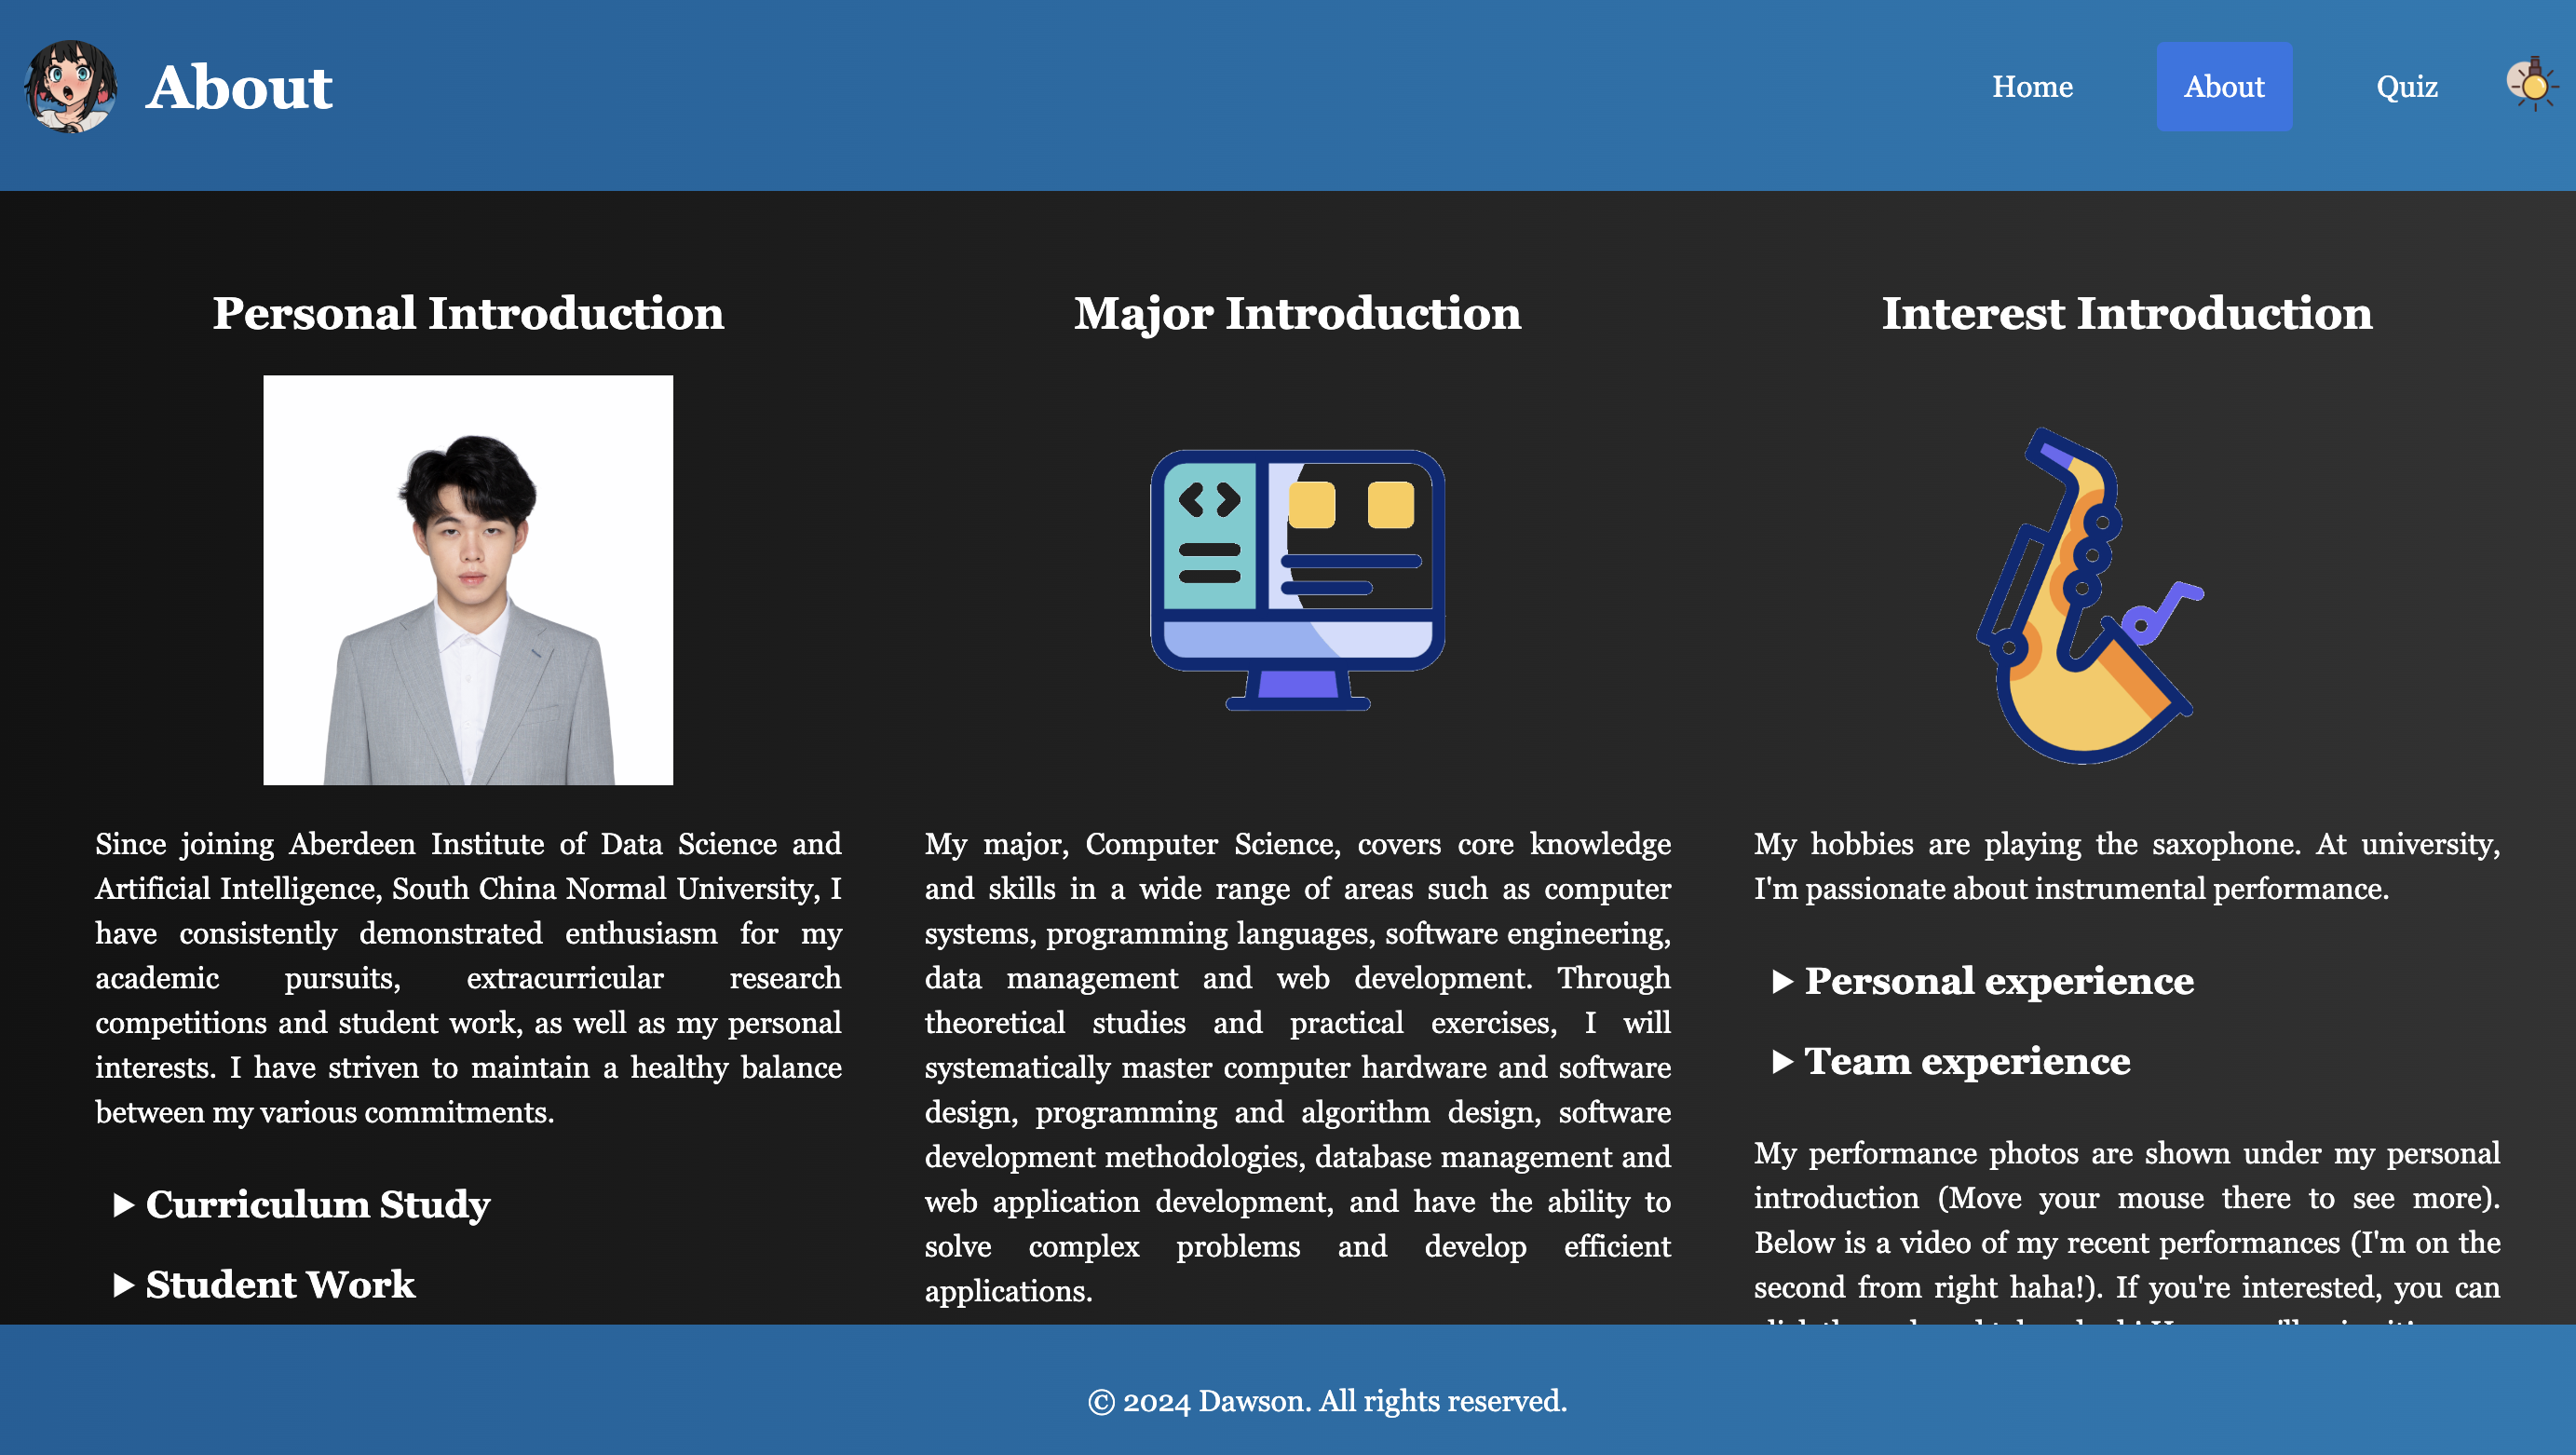 About
Home
About
Quiz
Personal Introduction
Since joining Aberdeen Institute of Data Science and
Artificial Intelligence, South China Normal University, I
have consistently demonstrated enthusiasm for my
academic pursuits, extracurricular research
competitions and student work, as well as my personal
interests. I have striven to maintain a healthy balance
between my various commitments.
Curriculum Study
Student Work
Major Introduction
My major, Computer Science, covers core knowledge
and skills in a wide range of areas such as computer
systems, programming languages, software engineering,
data management and web development. Through
theoretical studies and practical exercises, I will
systematically master computer hardware and software
design, programming and algorithm design, software
development methodologies, database management and
web application development, and have the ability to
solve complex problems and develop efficient
applications.
Interest Introduction
My hobbies are playing the saxophone. At university,
I'm passionate about instrumental performance.
Personal experience
Team experience
My performance photos are shown under my personal
introduction (Move your mouse there to see more).
Below is a video of my recent performances (I'm on the
second from right haha!). If you're interested, you can
© 2024 Dawson. All rights reserved.